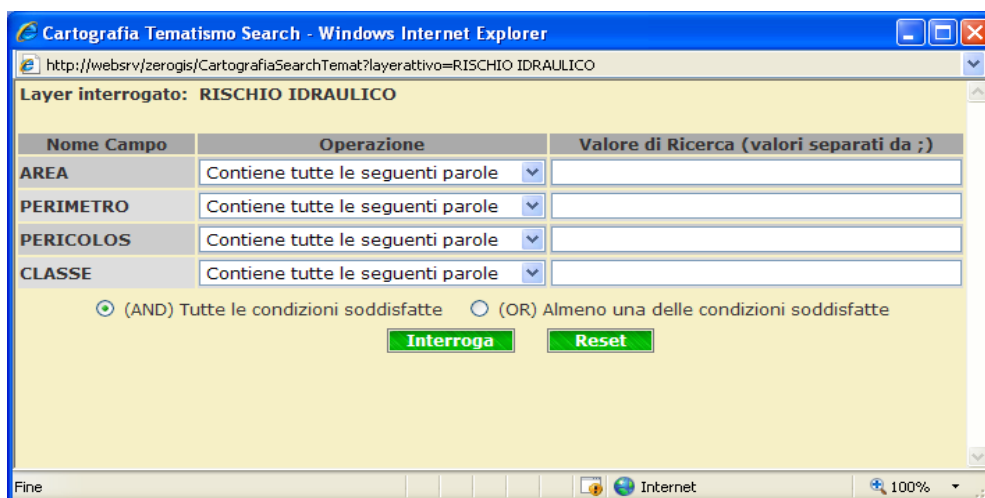 Cartografia Tematismo Search - Windows Internet Explorer
http://websrv/zerogis/CartografiaSearchTemat?layerattivo=RISCHIO IDRAULICO
Layer interrogato: RISCHIO IDRAULICO
Nome Campo Operazione Valore di Ricerca (valori separati da ;)
AREA Contiene tutte le seguenti parole
PERIMETRO Contiene tutte le seguenti parole
PERICOLOS Contiene tutte le seguenti parole
CLASSE Contiene tutte le seguenti parole
(AND) Tutte le condizioni soddisfatte (OR) Almeno una delle condizioni soddisfatte
Interroga Reset
Fine Internet 100%